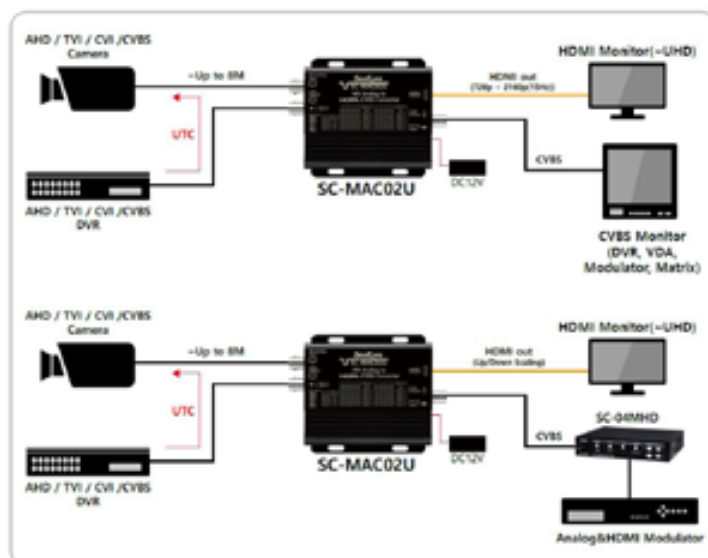 AHD / TVI / CVI /CVBS
Camera
~Up to 8M
UTC
AHD / TVI / CVI /CVBS
DVR
SC-MAC02U
HDMI out
(720p ~ 2160p(15Hz)
HDMI Monitor(~UHD)
CVBS
DC12V
CVBS Monitor
(DVR, VDA,
Modulator, Matrix)
AHD / TVI / CVI /CVBS
Camera
~Up to 8M
UTC
AHD / TVI / CVI /CVBS
DVR
SC-MAC02U
HDMI out
(Up/Down Scaling)
HDMI Monitor(~UHD)
SC-04MHD
CVBS
DC12V
Analog&HDMI Modulator